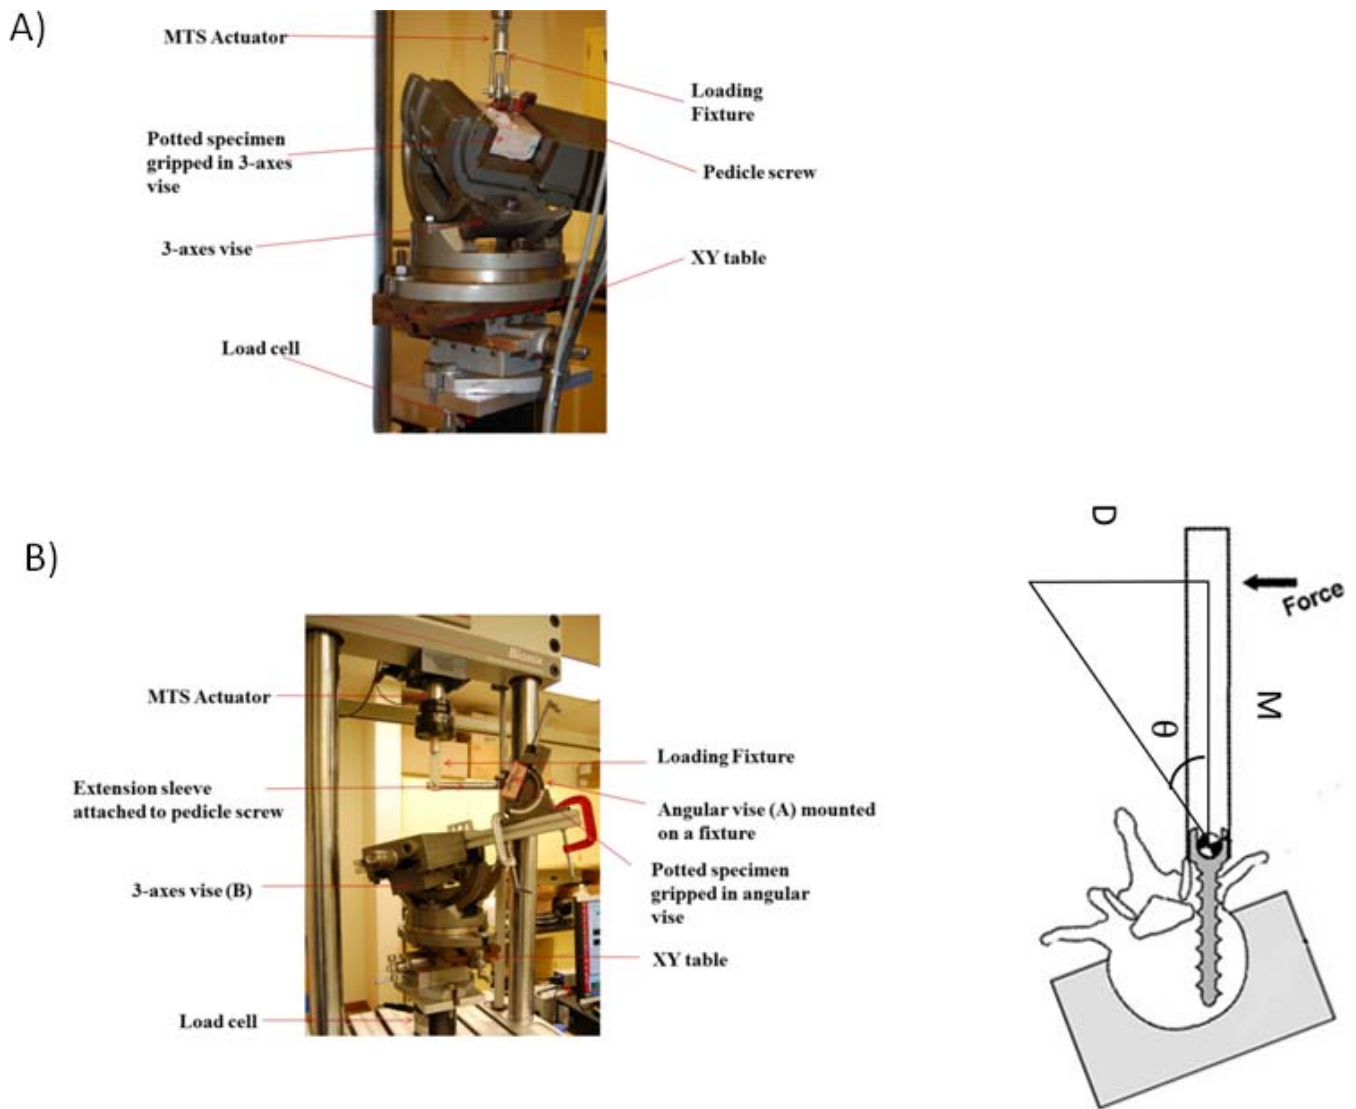 A)
MTS Actuator
Loading
Fixture
Potted specimen
gripped in 3-axes
vise
Pedicle screw
3-axes vise
XY table
Load cell
B)
MTS Actuator
Loading Fixture
Extension sleeve
attached to pedicle screw
Angular vise (A) mounted
on a fixture
3-axes vise (B)
Potted specimen
gripped in angular
vise
XY table
Load cell
D
Force
M
θ